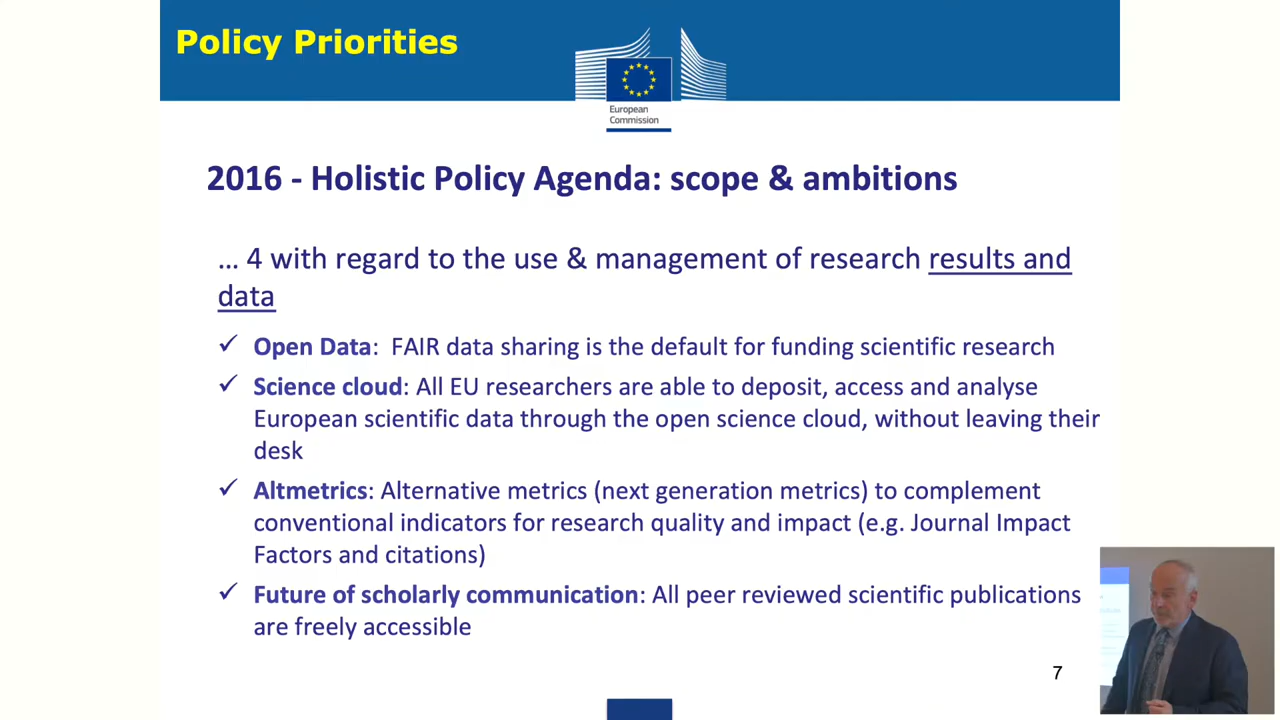 Policy Priorities
European
Commission
2016 - Holistic Policy Agenda: scope & ambitions
… 4 with regard to the use & management of research results and
data
✓ Open Data:  FAIR data sharing is the default for funding scientific research
✓ Science cloud: All EU researchers are able to deposit, access and analyse
European scientific data through the open science cloud, without leaving their
desk
✓ Altmetrics: Alternative metrics (next generation metrics) to complement
conventional indicators for research quality and impact (e.g. Journal Impact
Factors and citations)
✓ Future of scholarly communication: All peer reviewed scientific publications
are freely accessible
7